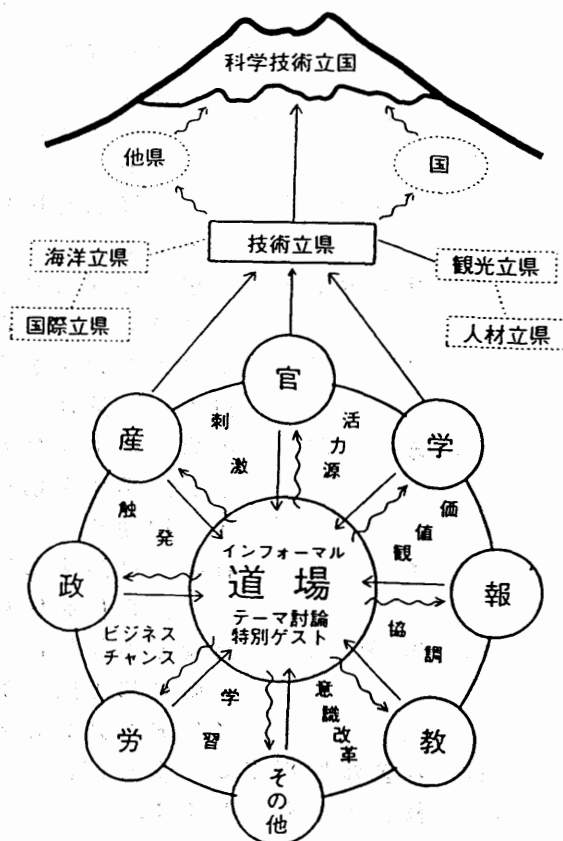 科学技術立国
他県
国
技術立県
海洋立県
観光立県
国際立県
人材立県
官
産
学
刺激
活力源
触発
価値観
インフォーマル
道場
テーマ討論
特別ゲスト
政
報
ビジネス
チャンス
協調
学習
意識改革
労
教
その他